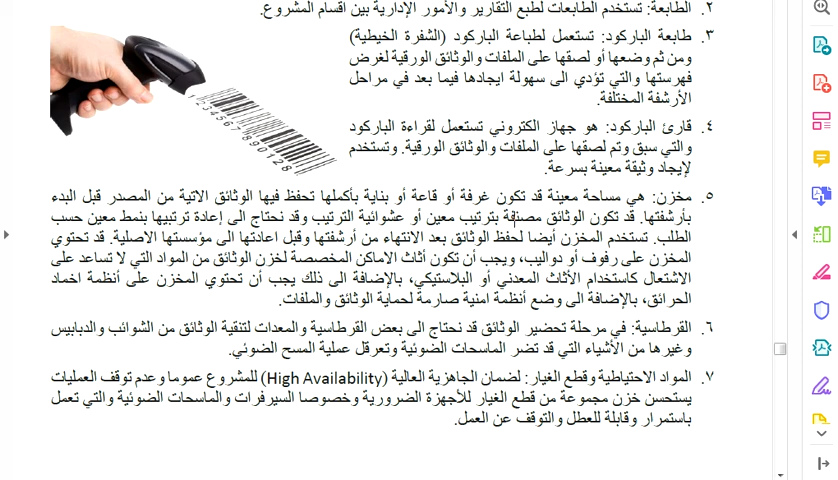 ٢. الطابعة: تستخدم الطابعات لطبع التقارير والأمور الإدارية بين اقسام المشروع.
٣. طابعة الباركود: تستعمل لطباعة الباركود (الشفرة الخيطية)
ومن ثم وضعها أو لصقها على الملفات والوثائق الورقية لغرض
فهرستها والتي تؤدي الى سهولة ايجادها فيما بعد في مراحل
الأرشفة المختلفة.
1234567890128
٤. قارئ الباركود: هو جهاز الكتروني تستعمل لقراءة الباركود
والتي سبق وتم لصقها على الملفات والوثائق الورقية. وتستخدم
لإيجاد وثيقة معينة بسرعة.
٥. مخزن: هي مساحة معينة قد تكون غرفة أو قاعة أو بناية بأكملها تحفظ فيها الوثائق الاتية من المصدر قبل البدء
بأرشفتها. قد تكون الوثائق مصنفة بترتيب معين أو عشوائية الترتيب وقد نحتاج الى إعادة ترتيبها بنمط معين حسب
الطلب. تستخدم المخزن أيضا لحفظ الوثائق بعد الانتهاء من أرشفتها وقبل اعادتها الى مؤسستها الاصلية. قد تحتوي
المخزن على رفوف أو دواليب، ويجب أن تكون أثاث الاماكن المخصصة لخزن الوثائق من المواد التي لا تساعد على
الاشتعال كاستخدام الأثاث المعدني أو البلاستيكي، بالإضافة الى ذلك يجب أن تحتوي المخزن على أنظمة اخماد
الحرائق، بالإضافة الى وضع أنظمة امنية صارمة لحماية الوثائق والملفات.
٦. القرطاسية: في مرحلة تحضير الوثائق قد نحتاج الى بعض القرطاسية والمعدات لتنقية الوثائق من الشوائب والدبابيس
وغيرها من الأشياء التي قد تضر الماسحات الضوئية وتعرقل عملية المسح الضوئي.
٧. المواد الاحتياطية وقطع الغيار: لضمان الجاهزية العالية (High Availability) للمشروع عموما وعدم توقف العمليات
يستحسن خزن مجموعة من قطع الغيار للأجهزة الضرورية وخصوصا السيرفرات والماسحات الضوئية والتي تعمل
باستمرار وقابلة للعطل والتوقف عن العمل.